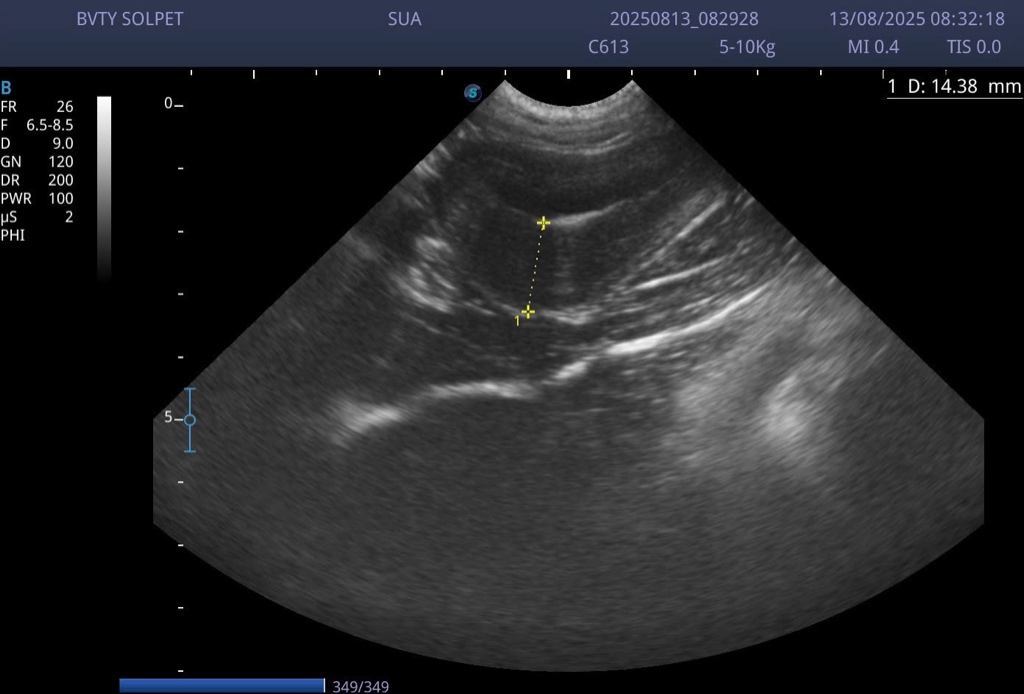 BVTY SOLPET SUA 20250813_082928 13/08/2025 08:32:18
C613 5-10Kg MI 0.4 TIS 0.0
B
FR 26
F 6.5-8.5
D 9.0
GN 120
DR 200
PWR 100
µS 2
PHI
S
1 D: 14.38 mm
0
1
5
349/349